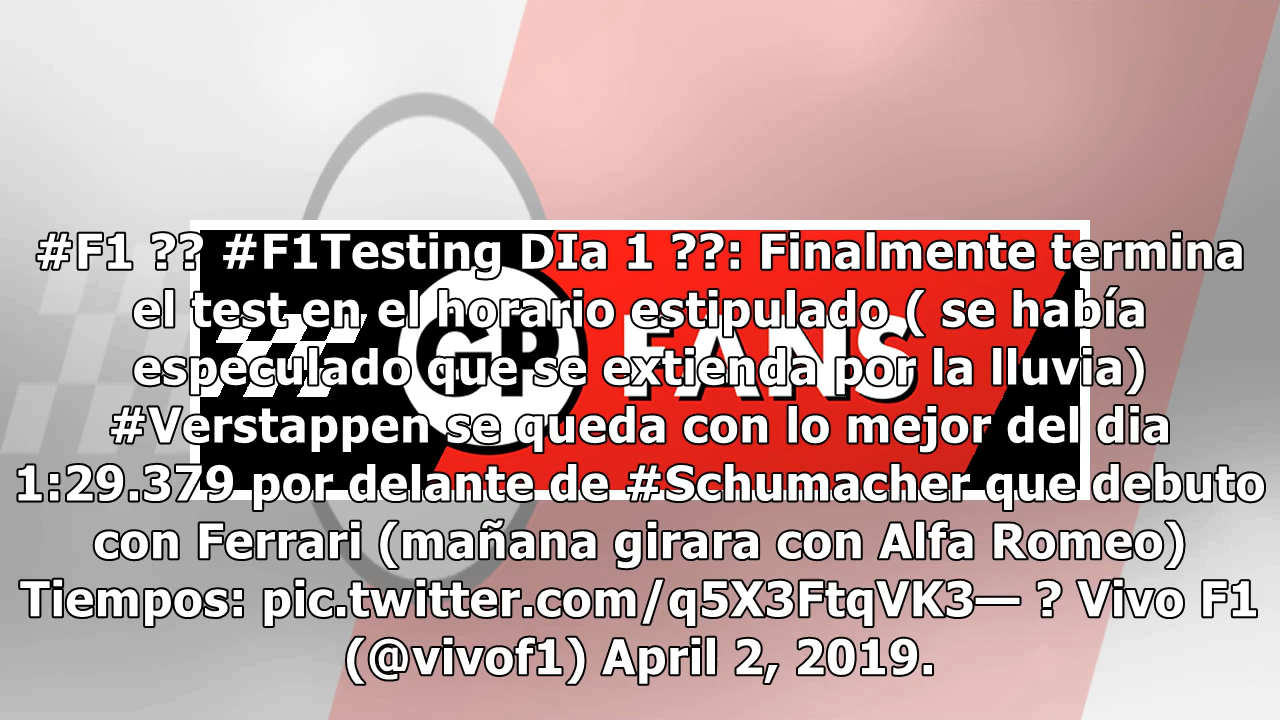 #F1 ?? #F1Testing DIa 1 ??: Finalmente termina
el test en el horario estipulado ( se había
especulado que se extienda por la lluvia)
#Verstappen se queda con lo mejor del dia
1:29.379 por delante de #Schumacher que debuto
con Ferrari (mañana girara con Alfa Romeo)
Tiempos: pic.twitter.com/q5X3FtqVK3— ? Vivo F1
(@vivof1) April 2, 2019.
GP FANS